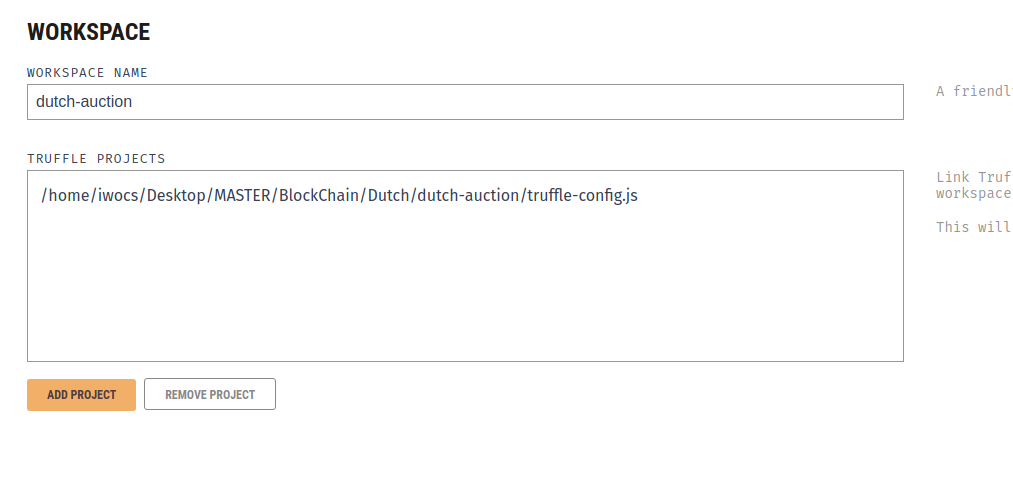 WORKSPACE
WORKSPACE NAME
dutch-auction
A friendly
TRUFFLE PROJECTS
/home/iwocs/Desktop/MASTER/BlockChain/Dutch/dutch-auction/truffle-config.js
Link Truf
workspace
This will
ADD PROJECT
REMOVE PROJECT